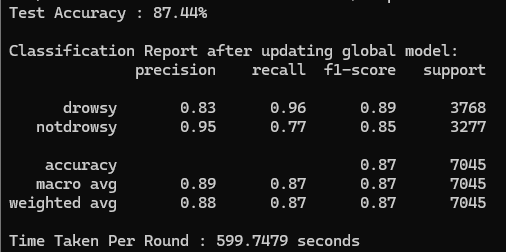 Test Accuracy : 87.44%
Classification Report after updating global model:
precision recall f1-score support
drowsy 0.83 0.96 0.89 3768
notdrowsy 0.95 0.77 0.85 3277
accuracy 0.87 7045
macro avg 0.89 0.87 0.87 7045
weighted avg 0.88 0.87 0.87 7045
Time Taken Per Round : 599.7479 seconds